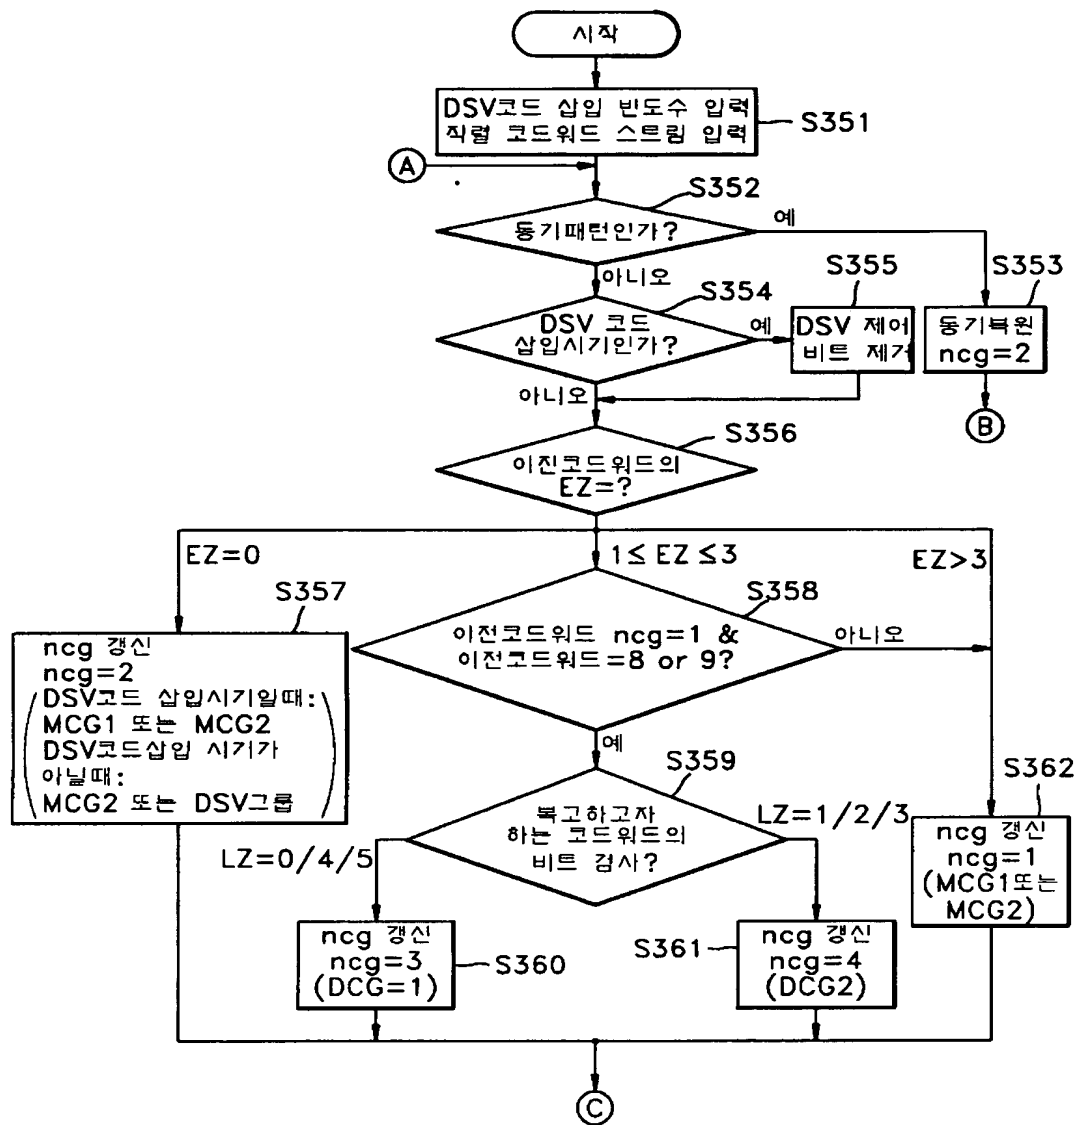 시작
DSV코드 삽입 빈도수 입력
직렬 코드워드 스트림 입력
S351
A
S352
동기패턴인가?
예
아니오
S353
동기복원
ncg=2
B
S354
DSV 코드
삽입시기인가?
예
S355
DSV 제어
비트 제거
아니오
S356
이진코드워드의
EZ=?
EZ=0
1≤EZ≤3
EZ>3
S357
ncg 갱신
ncg=2
(DSV코드 삽입시기일때:
MCG1 또는 MCG2
DSV코드삽입 시기가
아닐때:
MCG2 또는 DSV그룹)
S358
이전코드워드 ncg=1 &
이전코드워드=8 or 9?
아니오
예
S359
복고하고자
하는 코드워드의
비트 검사?
LZ=0/4/5
LZ=1/2/3
S360
ncg 갱신
ncg=3
(DCG=1)
S361
ncg 갱신
ncg=4
(DCG2)
S362
ncg 갱신
ncg=1
(MCG1또는
MCG2)
C